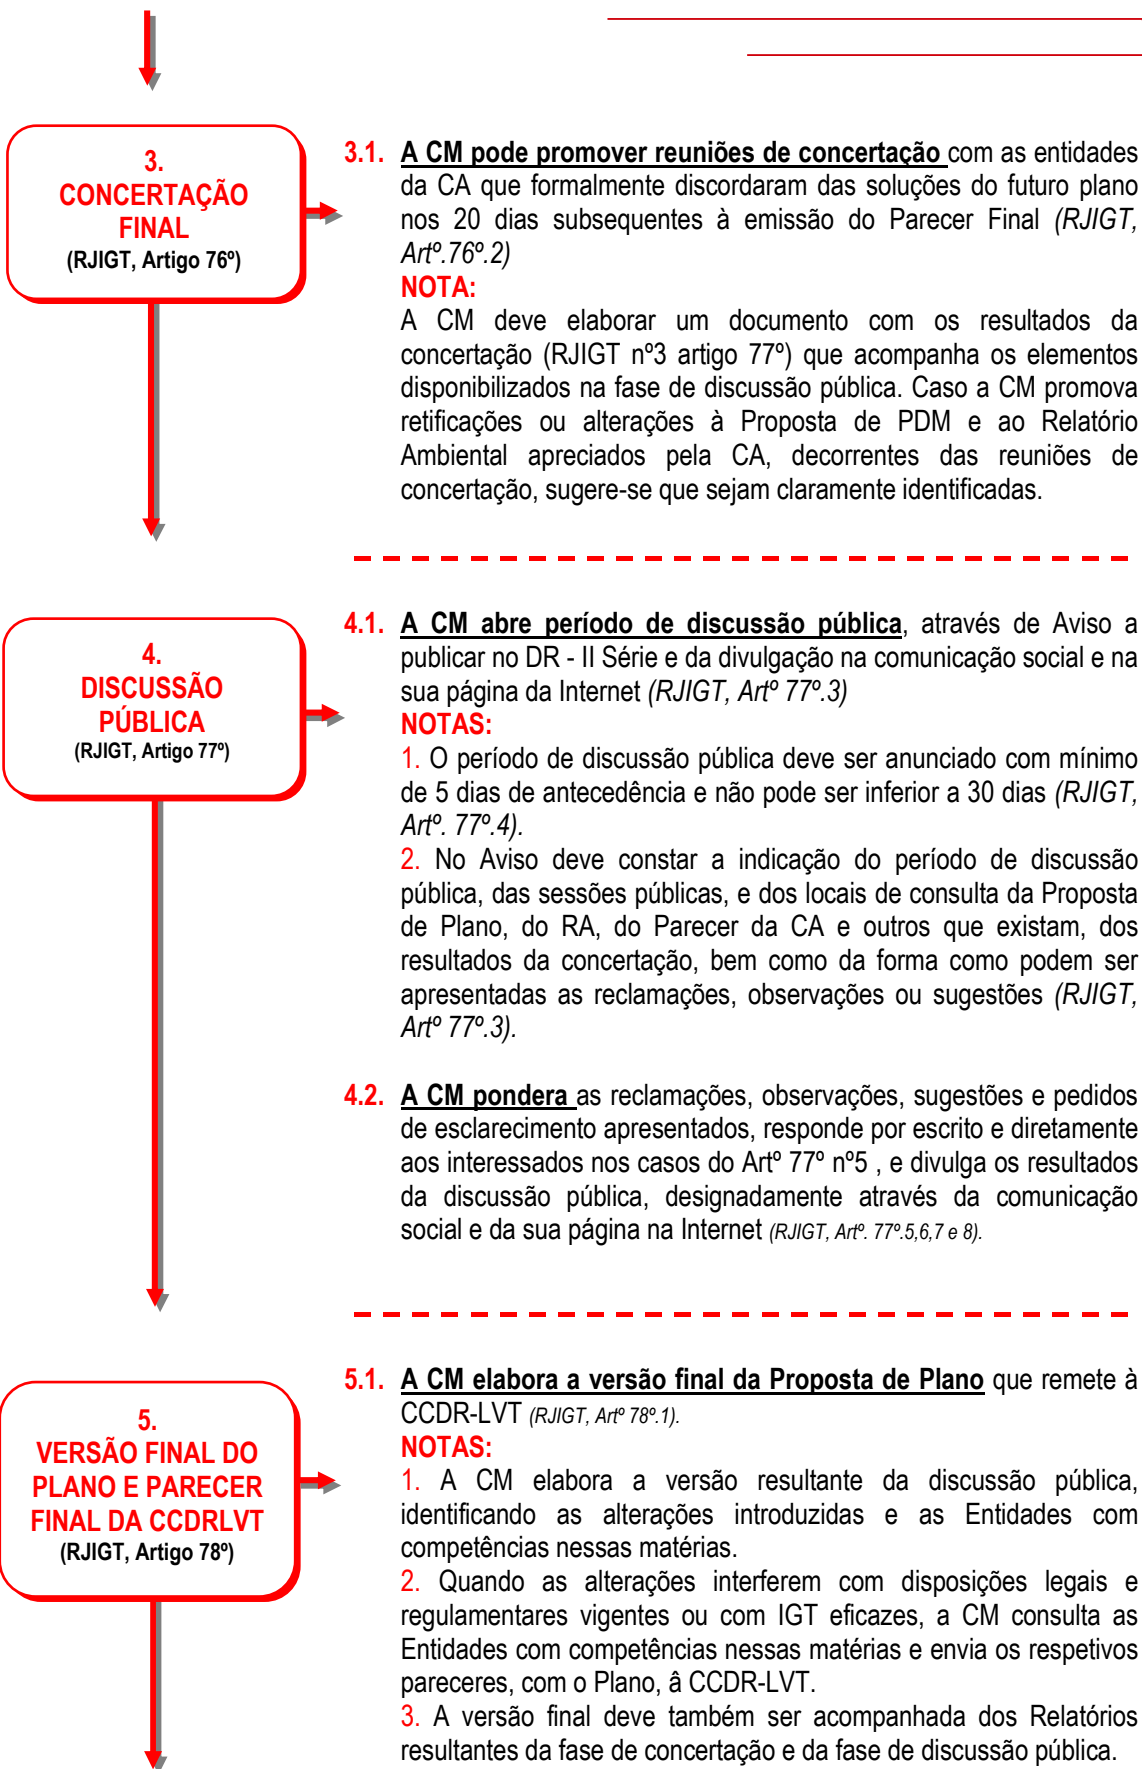 3.
CONCERTAÇÃO
FINAL
(RJIGT, Artigo 76º)
3.1. A CM pode promover reuniões de concertação com as entidades
da CA que formalmente discordaram das soluções do futuro plano
nos 20 dias subsequentes à emissão do Parecer Final (RJIGT,
Artº.76º.2)
NOTA:
A CM deve elaborar um documento com os resultados da
concertação (RJIGT nº3 artigo 77º) que acompanha os elementos
disponibilizados na fase de discussão pública. Caso a CM promova
retificações ou alterações à Proposta de PDM e ao Relatório
Ambiental apreciados pela CA, decorrentes das reuniões de
concertação, sugere-se que sejam claramente identificadas.
4.
DISCUSSÃO
PÚBLICA
(RJIGT, Artigo 77º)
4.1. A CM abre período de discussão pública, através de Aviso a
publicar no DR - II Série e da divulgação na comunicação social e na
sua página da Internet (RJIGT, Artº 77º.3)
NOTAS:
1. O período de discussão pública deve ser anunciado com mínimo
de 5 dias de antecedência e não pode ser inferior a 30 dias (RJIGT,
Artº. 77º.4).
2. No Aviso deve constar a indicação do período de discussão
pública, das sessões públicas, e dos locais de consulta da Proposta
de Plano, do RA, do Parecer da CA e outros que existam, dos
resultados da concertação, bem como da forma como podem ser
apresentadas as reclamações, observações ou sugestões (RJIGT,
Artº 77º.3).
4.2. A CM pondera as reclamações, observações, sugestões e pedidos
de esclarecimento apresentados, responde por escrito e diretamente
aos interessados nos casos do Artº 77º nº5 , e divulga os resultados
da discussão pública, designadamente através da comunicação
social e da sua página na Internet (RJIGT, Artº. 77º.5,6,7 e 8).
5.
VERSÃO FINAL DO
PLANO E PARECER
FINAL DA CCDRLVT
(RJIGT, Artigo 78º)
5.1. A CM elabora a versão final da Proposta de Plano que remete à
CCDR-LVT (RJIGT, Artº 78º.1).
NOTAS:
1. A CM elabora a versão resultante da discussão pública,
identificando as alterações introduzidas e as Entidades com
competências nessas matérias.
2. Quando as alterações interferem com disposições legais e
regulamentares vigentes ou com IGT eficazes, a CM consulta as
Entidades com competências nessas matérias e envia os respetivos
pareceres, com o Plano, â CCDR-LVT.
3. A versão final deve também ser acompanhada dos Relatórios
resultantes da fase de concertação e da fase de discussão pública.